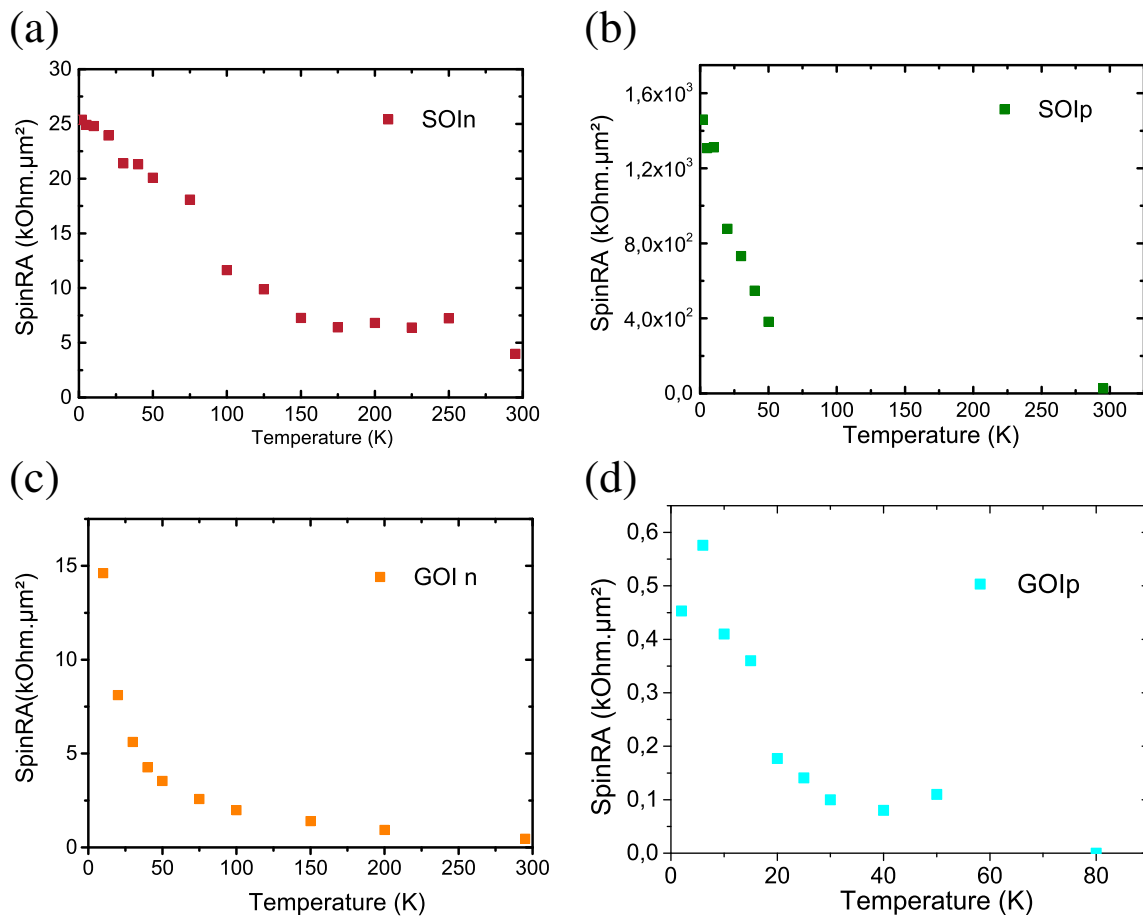 (a)
30
25
20
15
10
5
0
SpinRA (kOhm.µm²)
SOIn
0 50 100 150 200 250 300
Temperature (K)
(b)
1,6x10³
1,2x10³
8,0x10²
4,0x10²
0,0
SpinRA (kOhm.µm²)
SOIp
0 50 100 150 200 250 300
Temperature (K)
(c)
15
10
5
0
SpinRA(kOhm.µm²)
GOI n
0 50 100 150 200 250 300
Temperature (K)
(d)
0,6
0,5
0,4
0,3
0,2
0,1
0,0
SpinRA (kOhm.µm²)
GOIp
0 20 40 60 80
Temperature (K)